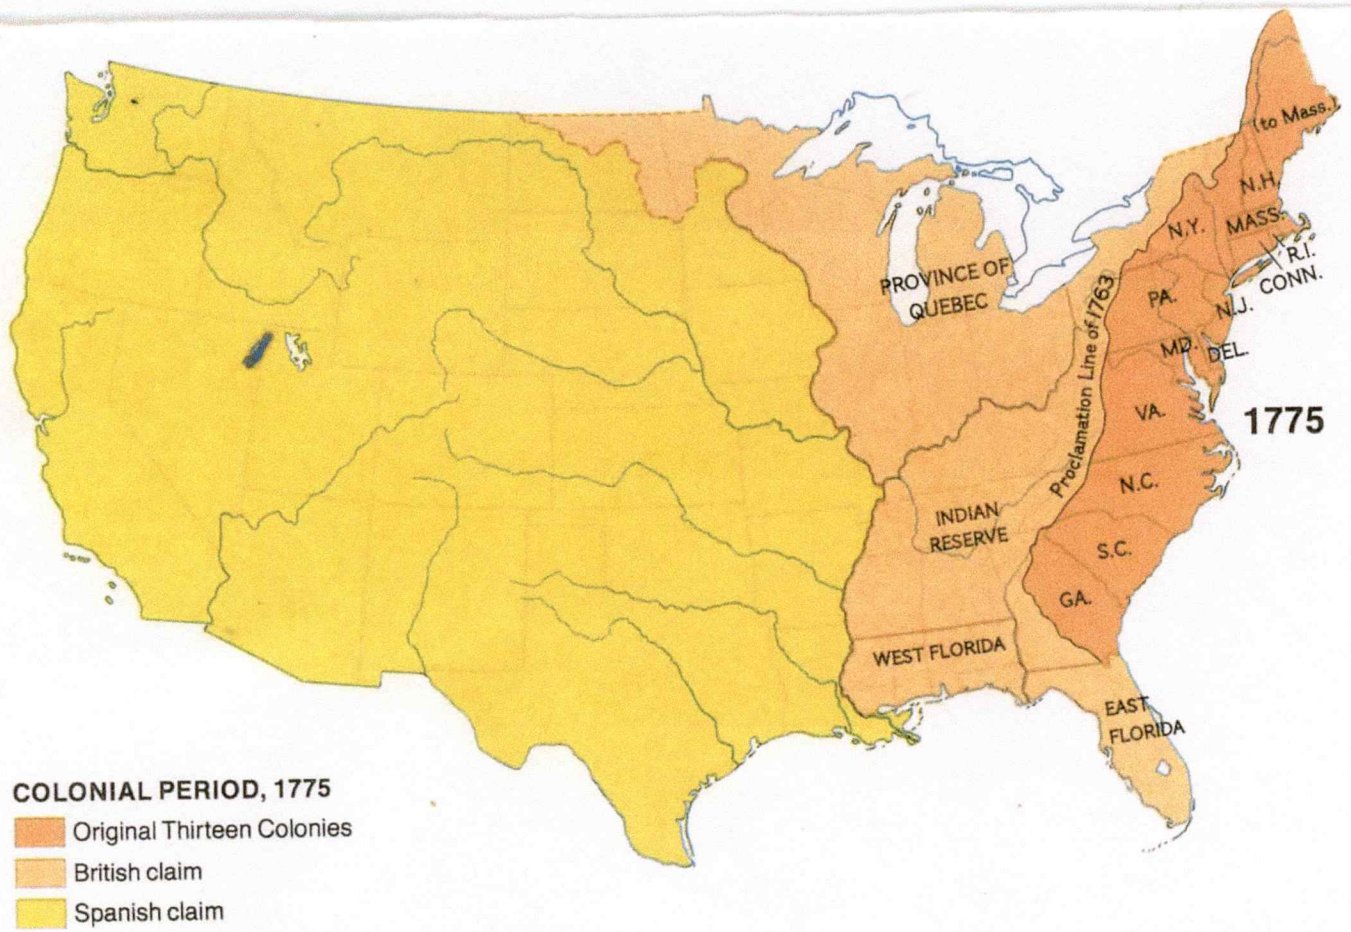 (to Mass.)
N.H.
N.Y.
MASS.
R.I.
CONN.
PROVINCE OF
QUEBEC
PA.
N.J.
MD.
DEL.
Proclamation Line of 1763
VA.
1775
N.C.
INDIAN
RESERVE
S.C.
GA.
WEST FLORIDA
EAST
FLORIDA
COLONIAL PERIOD, 1775
Original Thirteen Colonies
British claim
Spanish claim